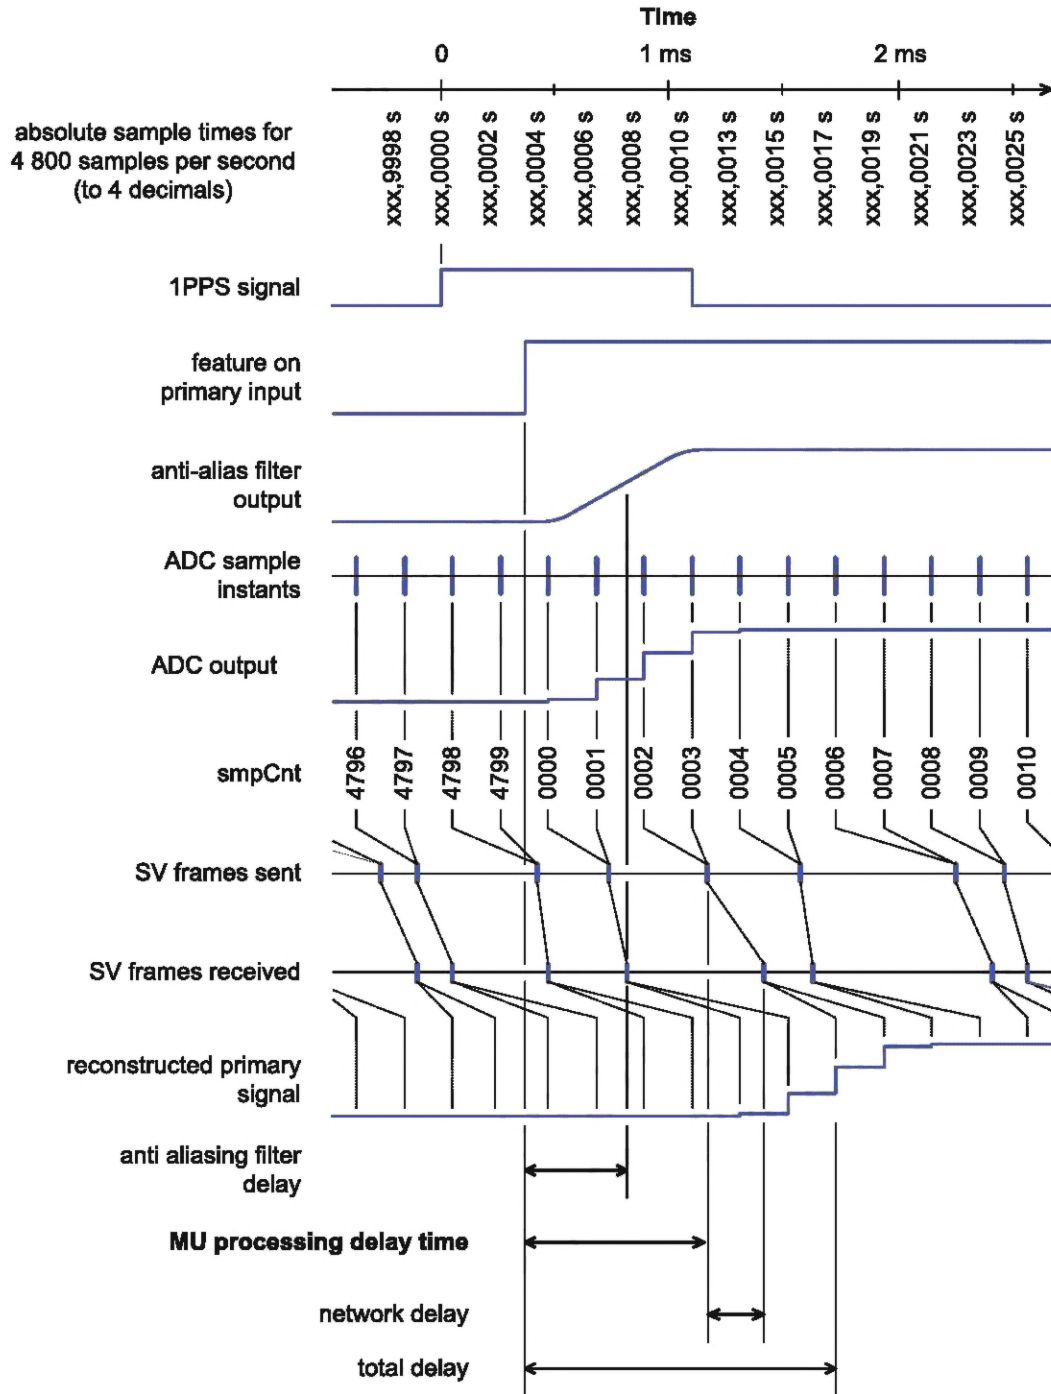 Time
0 1 ms 2 ms
absolute sample times for
4 800 samples per second
(to 4 decimals)
xxx,9998 s
xxx,0000 s
xxx,0002 s
xxx,0004 s
xxx,0006 s
xxx,0008 s
xxx,0010 s
xxx,0013 s
xxx,0015 s
xxx,0017 s
xxx,0019 s
xxx,0021 s
xxx,0023 s
xxx,0025 s
1PPS signal
feature on
primary input
anti-alias filter
output
ADC sample
instants
ADC output
smpCnt
4796
4797
4798
4799
0000
0001
0002
0003
0004
0005
0006
0007
0008
0009
0010
SV frames sent
SV frames received
reconstructed primary
signal
anti aliasing filter
delay
MU processing delay time
network delay
total delay